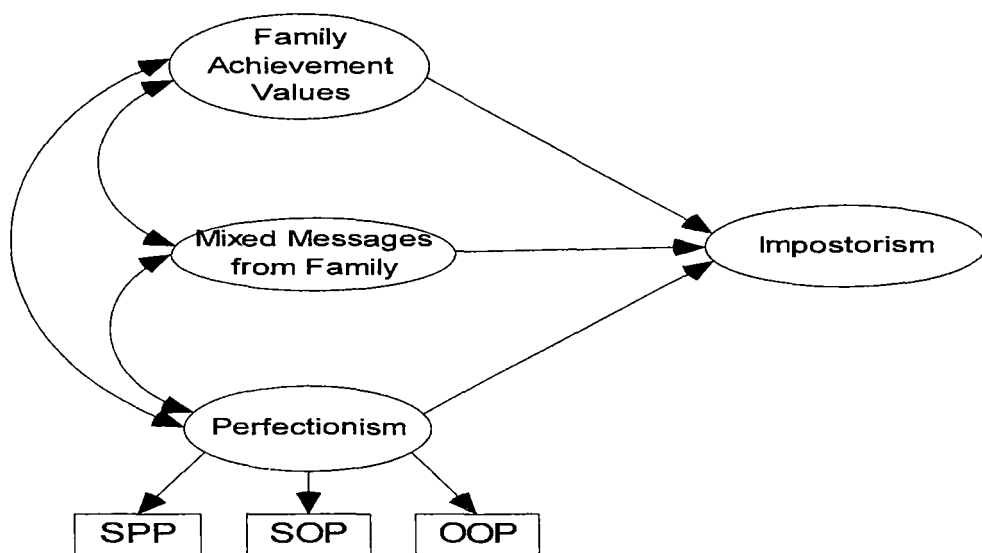 Family
Achievement
Values
Mixed Messages
from Family
Impostorism
Perfectionism
SPP
SOP
OOP